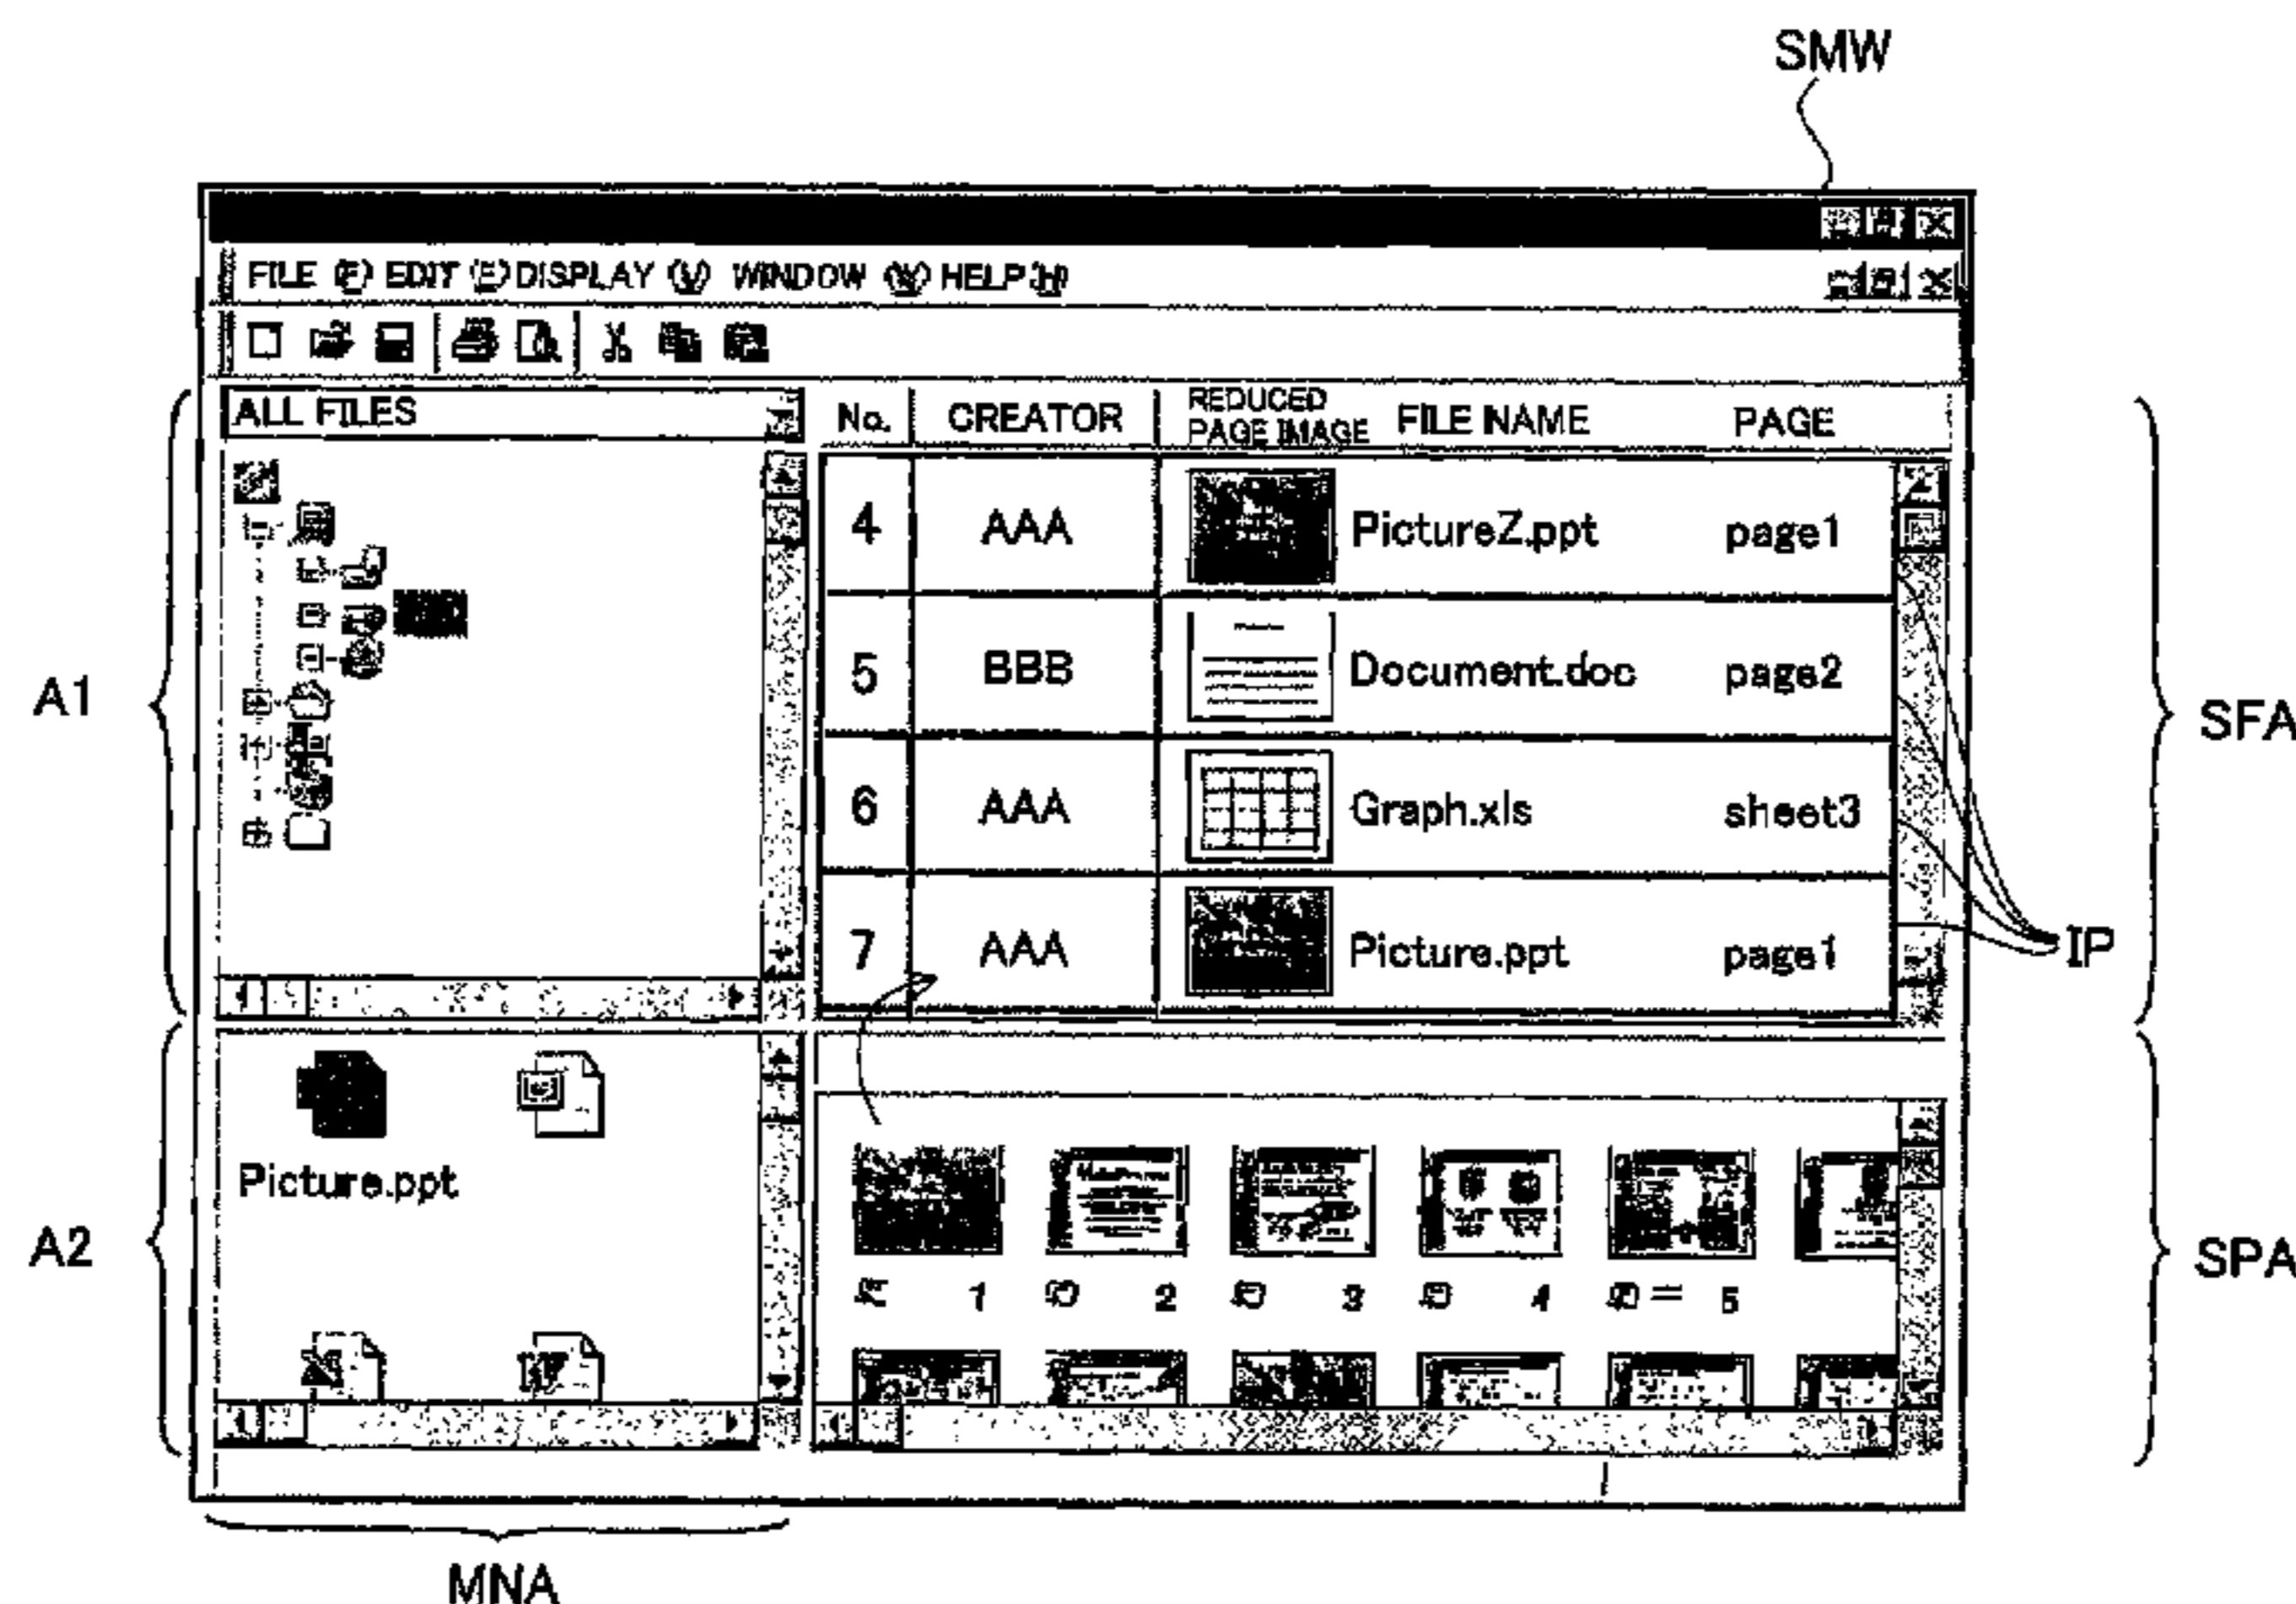 SMW
FILE (F) EDIT (E) DISPLAY (V) WINDOW (W) HELP (H)
ALL FILES
No. CREATOR REDUCED PAGE IMAGE FILE NAME PAGE
4 AAA PictureZ.ppt page1
5 BBB Document.doc page2
6 AAA Graph.xls sheet3
7 AAA Picture.ppt page1
A1
SFA
IP
Picture.ppt
A2
SPA
1 2 3 4 5
MNA